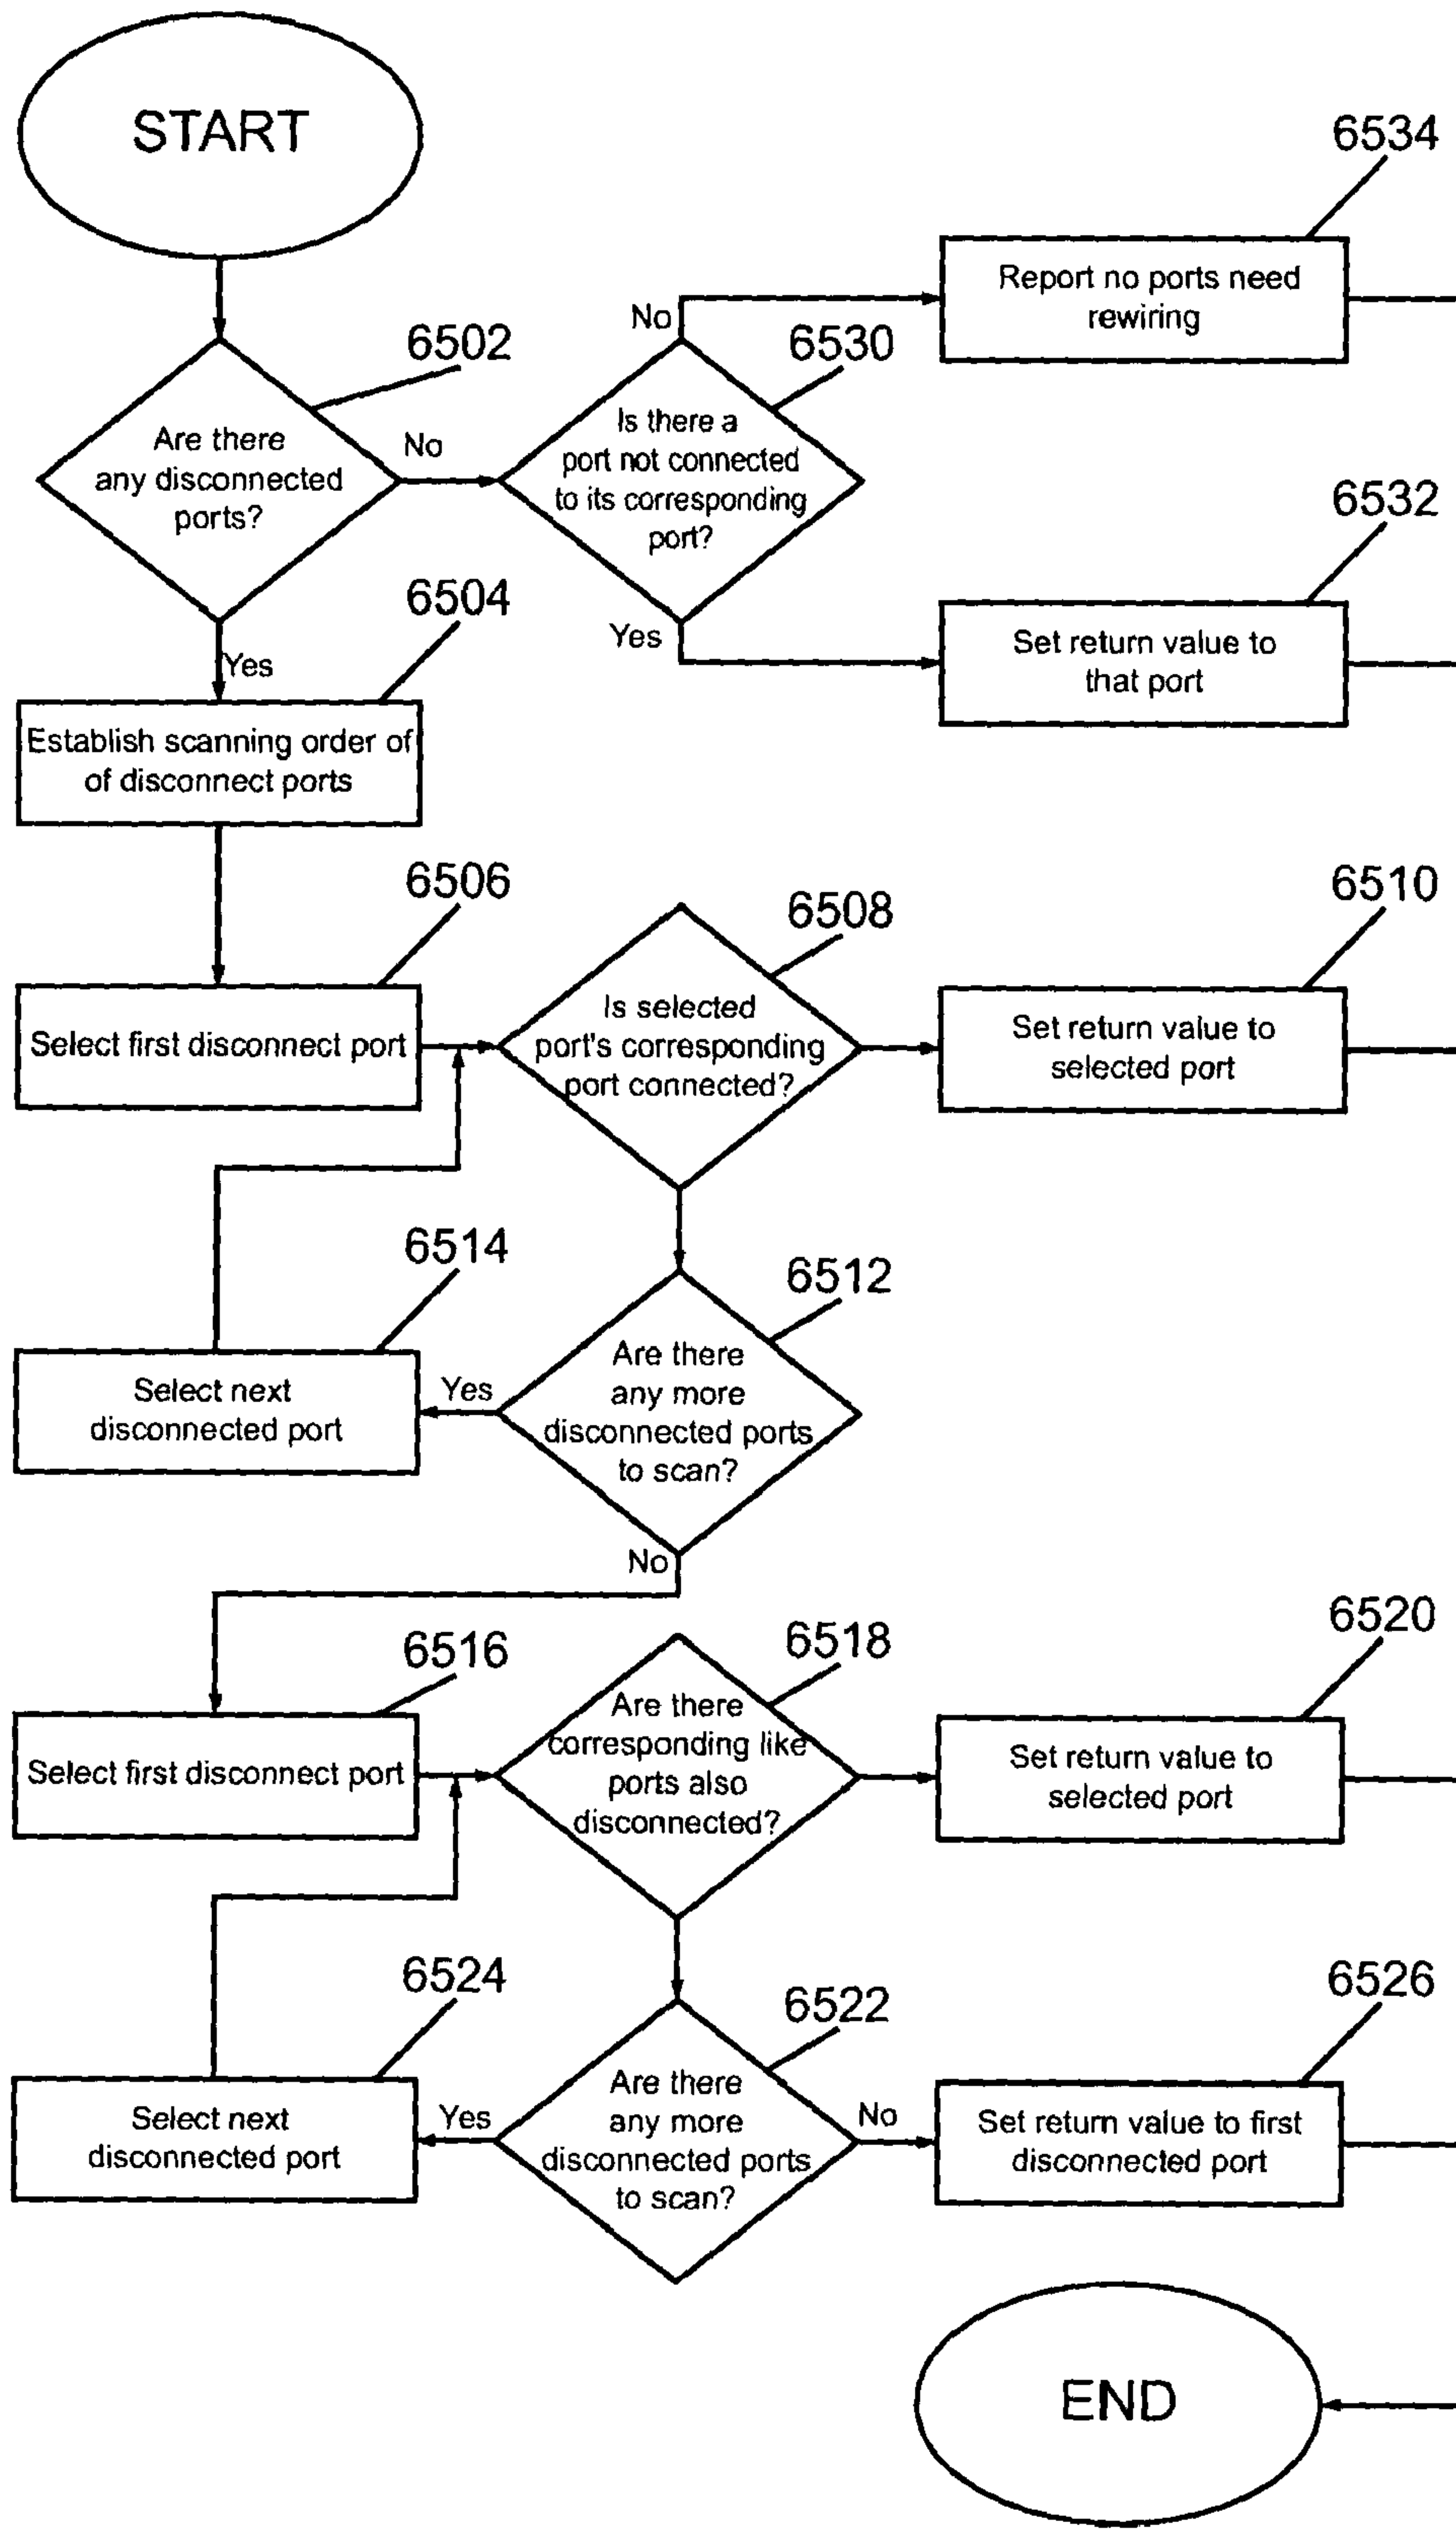 START
6534
Report no ports need
rewiring
6502
Are there
any disconnected
ports?
No
No
6530
Is there a
port not connected
to its corresponding
port?
Yes
6532
Set return value to
that port
Yes
6504
Establish scanning order of
of disconnect ports
6506
Select first disconnect port
6508
Is selected
port's corresponding
port connected?
6510
Set return value to
selected port
6514
Select next
disconnected port
Yes
6512
Are there
any more
disconnected ports
to scan?
No
6516
Select first disconnect port
6518
Are there
corresponding like
ports also
disconnected?
6520
Set return value to
selected port
6524
Select next
disconnected port
Yes
6522
Are there
any more
disconnected ports
to scan?
No
6526
Set return value to first
disconnected port
END